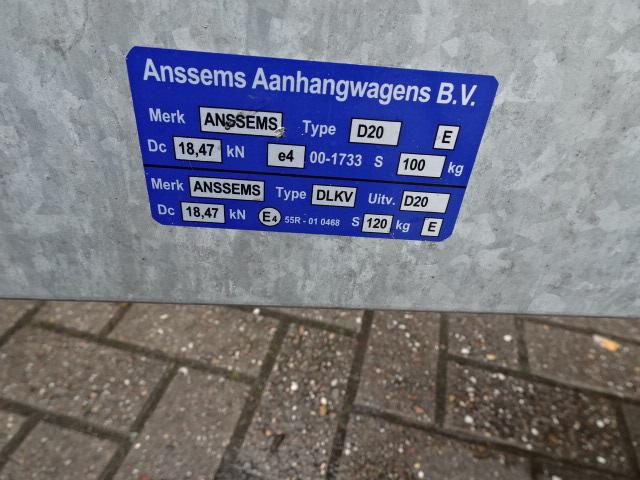 Anssems Aanhangwagens B.V.
Merk ANSSEMS Type D20 E
Dc 18,47 kN e4 00-1733 S 100 kg
Merk ANSSEMS Type DLKV Uitv. D20
Dc 18,47 kN E4 55R - 01 0468 S 120 kg E